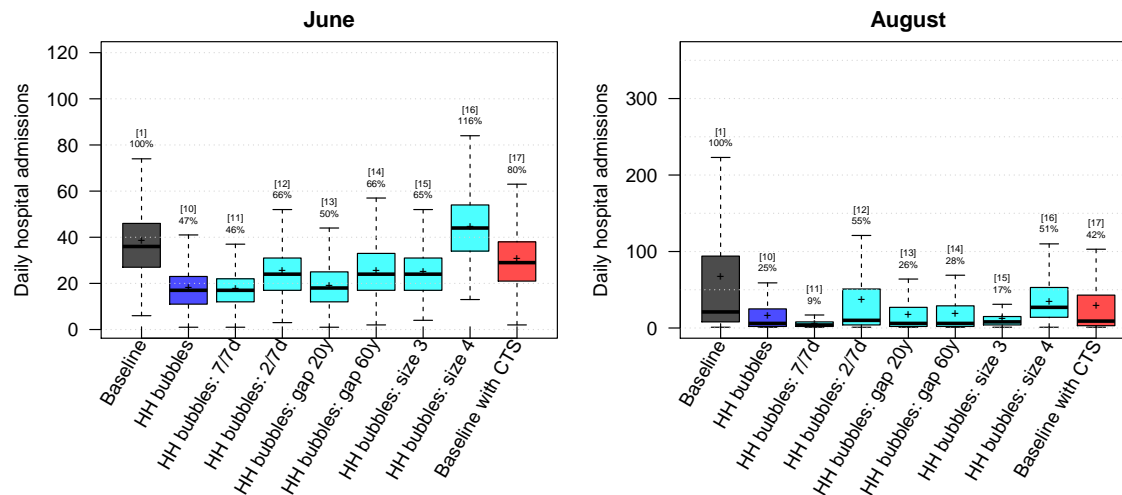 June
Daily hospital admissions
120
100
80
60
40
20
0
[1]
100%
[10]
47%
[11]
46%
[12]
66%
[13]
50%
[14]
66%
[15]
65%
[16]
116%
[17]
80%
Baseline
HH bubbles
HH bubbles: 7/7d
HH bubbles: 2/7d
HH bubbles: gap 20y
HH bubbles: gap 60y
HH bubbles: size 3
HH bubbles: size 4
Baseline with CTS
August
Daily hospital admissions
300
200
100
0
[1]
100%
[10]
25%
[11]
9%
[12]
55%
[13]
26%
[14]
28%
[15]
17%
[16]
51%
[17]
42%
Baseline
HH bubbles
HH bubbles: 7/7d
HH bubbles: 2/7d
HH bubbles: gap 20y
HH bubbles: gap 60y
HH bubbles: size 3
HH bubbles: size 4
Baseline with CTS